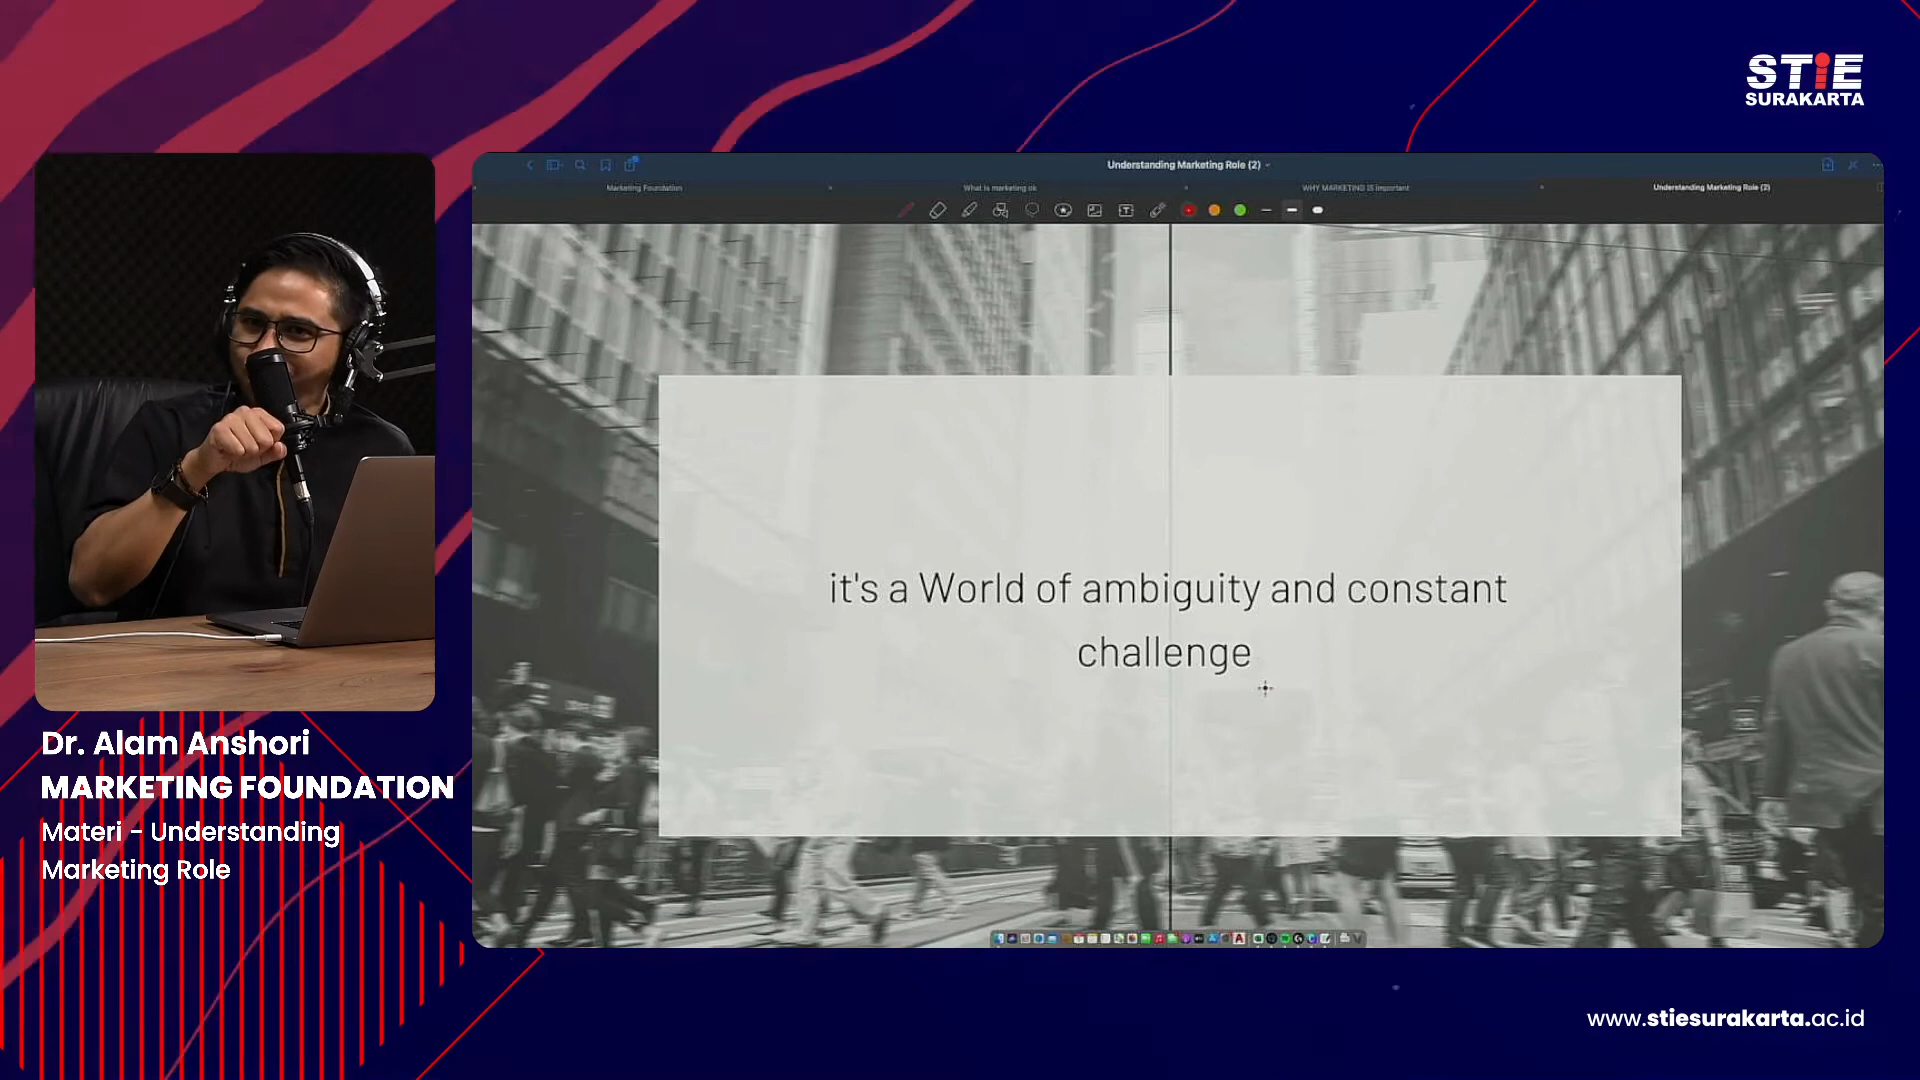 STiE
SURAKARTA
Understanding Marketing Role (2)
Marketing Foundation
What is marketing ok
WHY MARKETING IS important
Understanding Marketing Role (2)
it's a World of ambiguity and constant
challenge
Dr. Alam Anshori
MARKETING FOUNDATION
Materi - Understanding
Marketing Role
www.stiesurakarta.ac.id